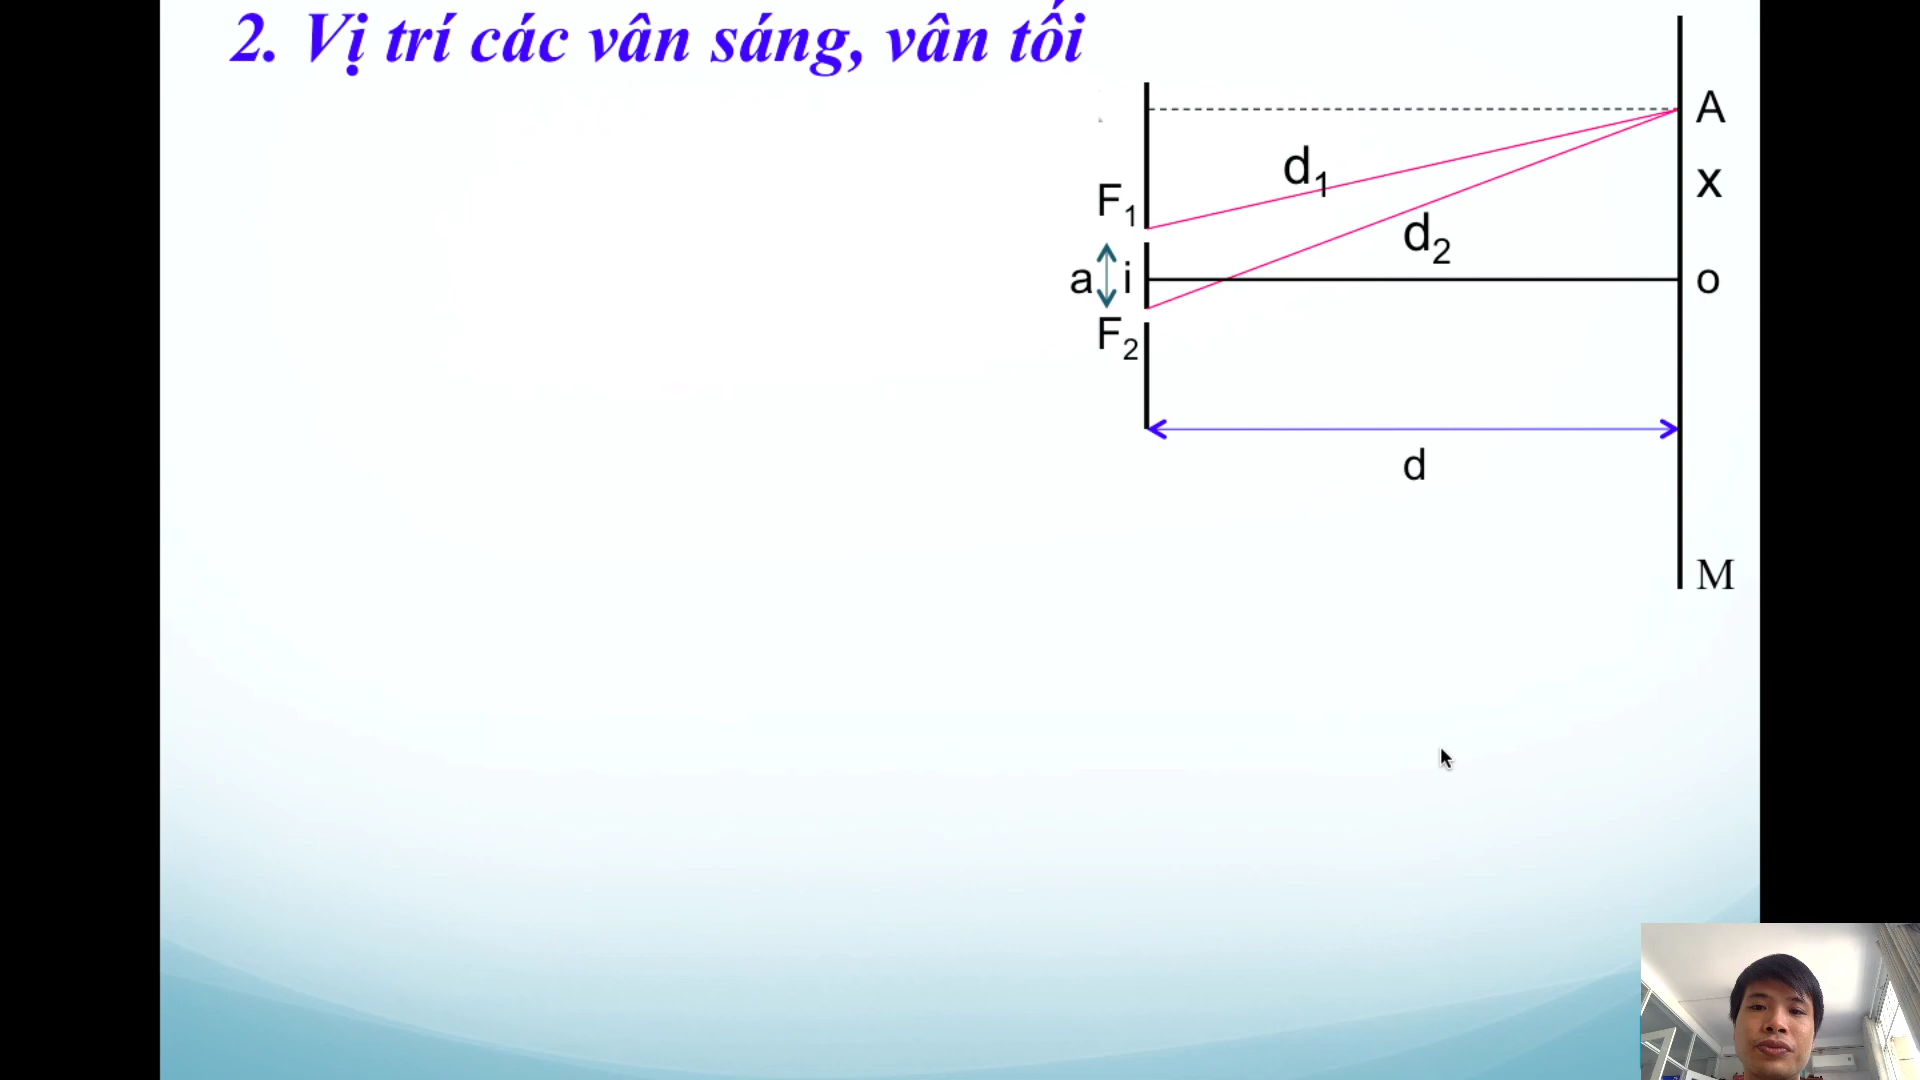 2. Vị trí các vân sáng, vân tối
A
d₁
x
F₁
d₂
a
i
o
F₂
d
M